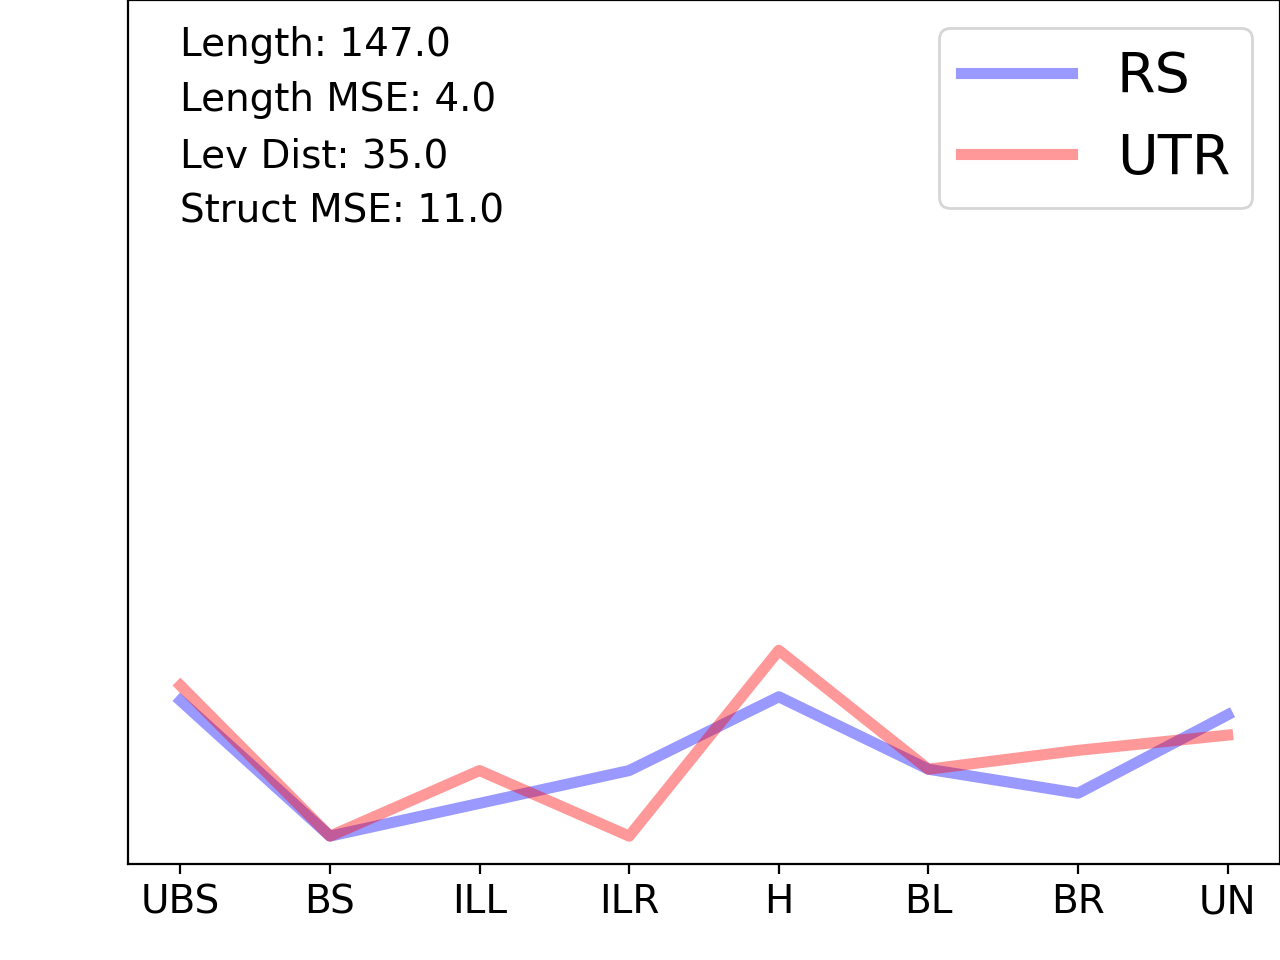 Length: 147.0
Length MSE: 4.0
Lev Dist: 35.0
Struct MSE: 11.0
RS
UTR
UBS BS ILL ILR H BL BR UN